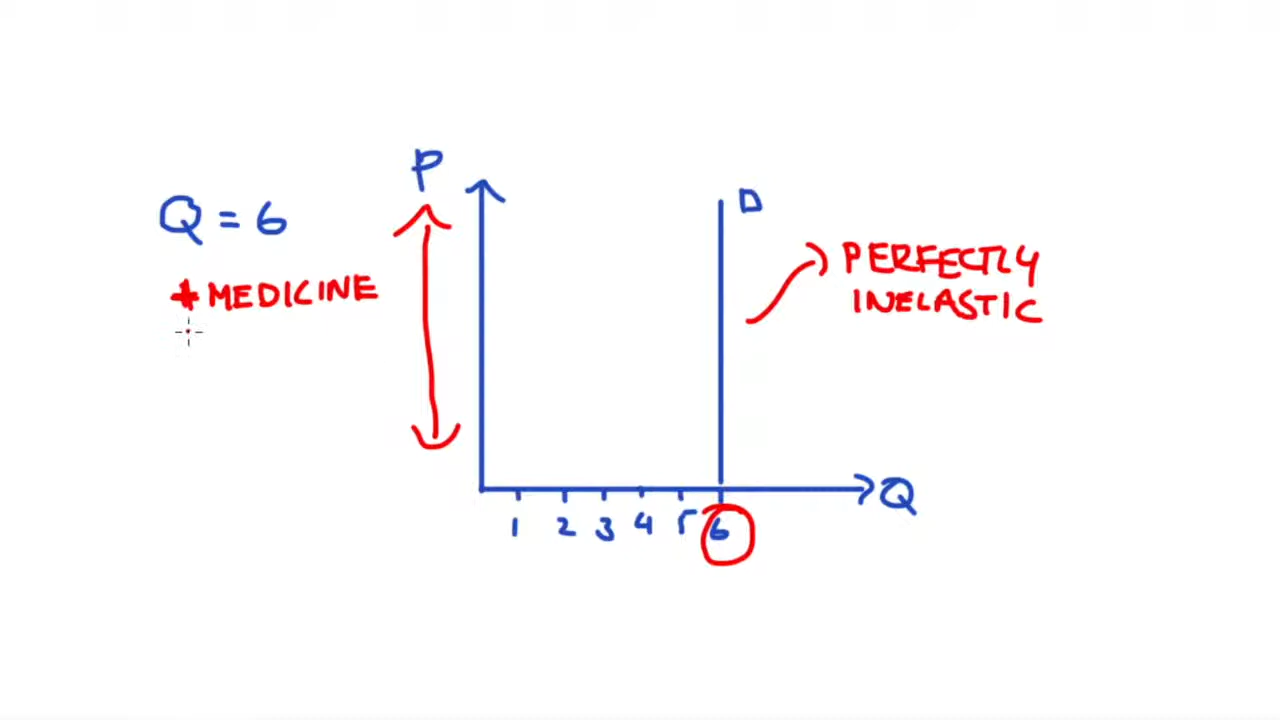 P
Q = 6
D
+ MEDICINE
PERFECTLY
INELASTIC
Q
1 2 3 4 5 6